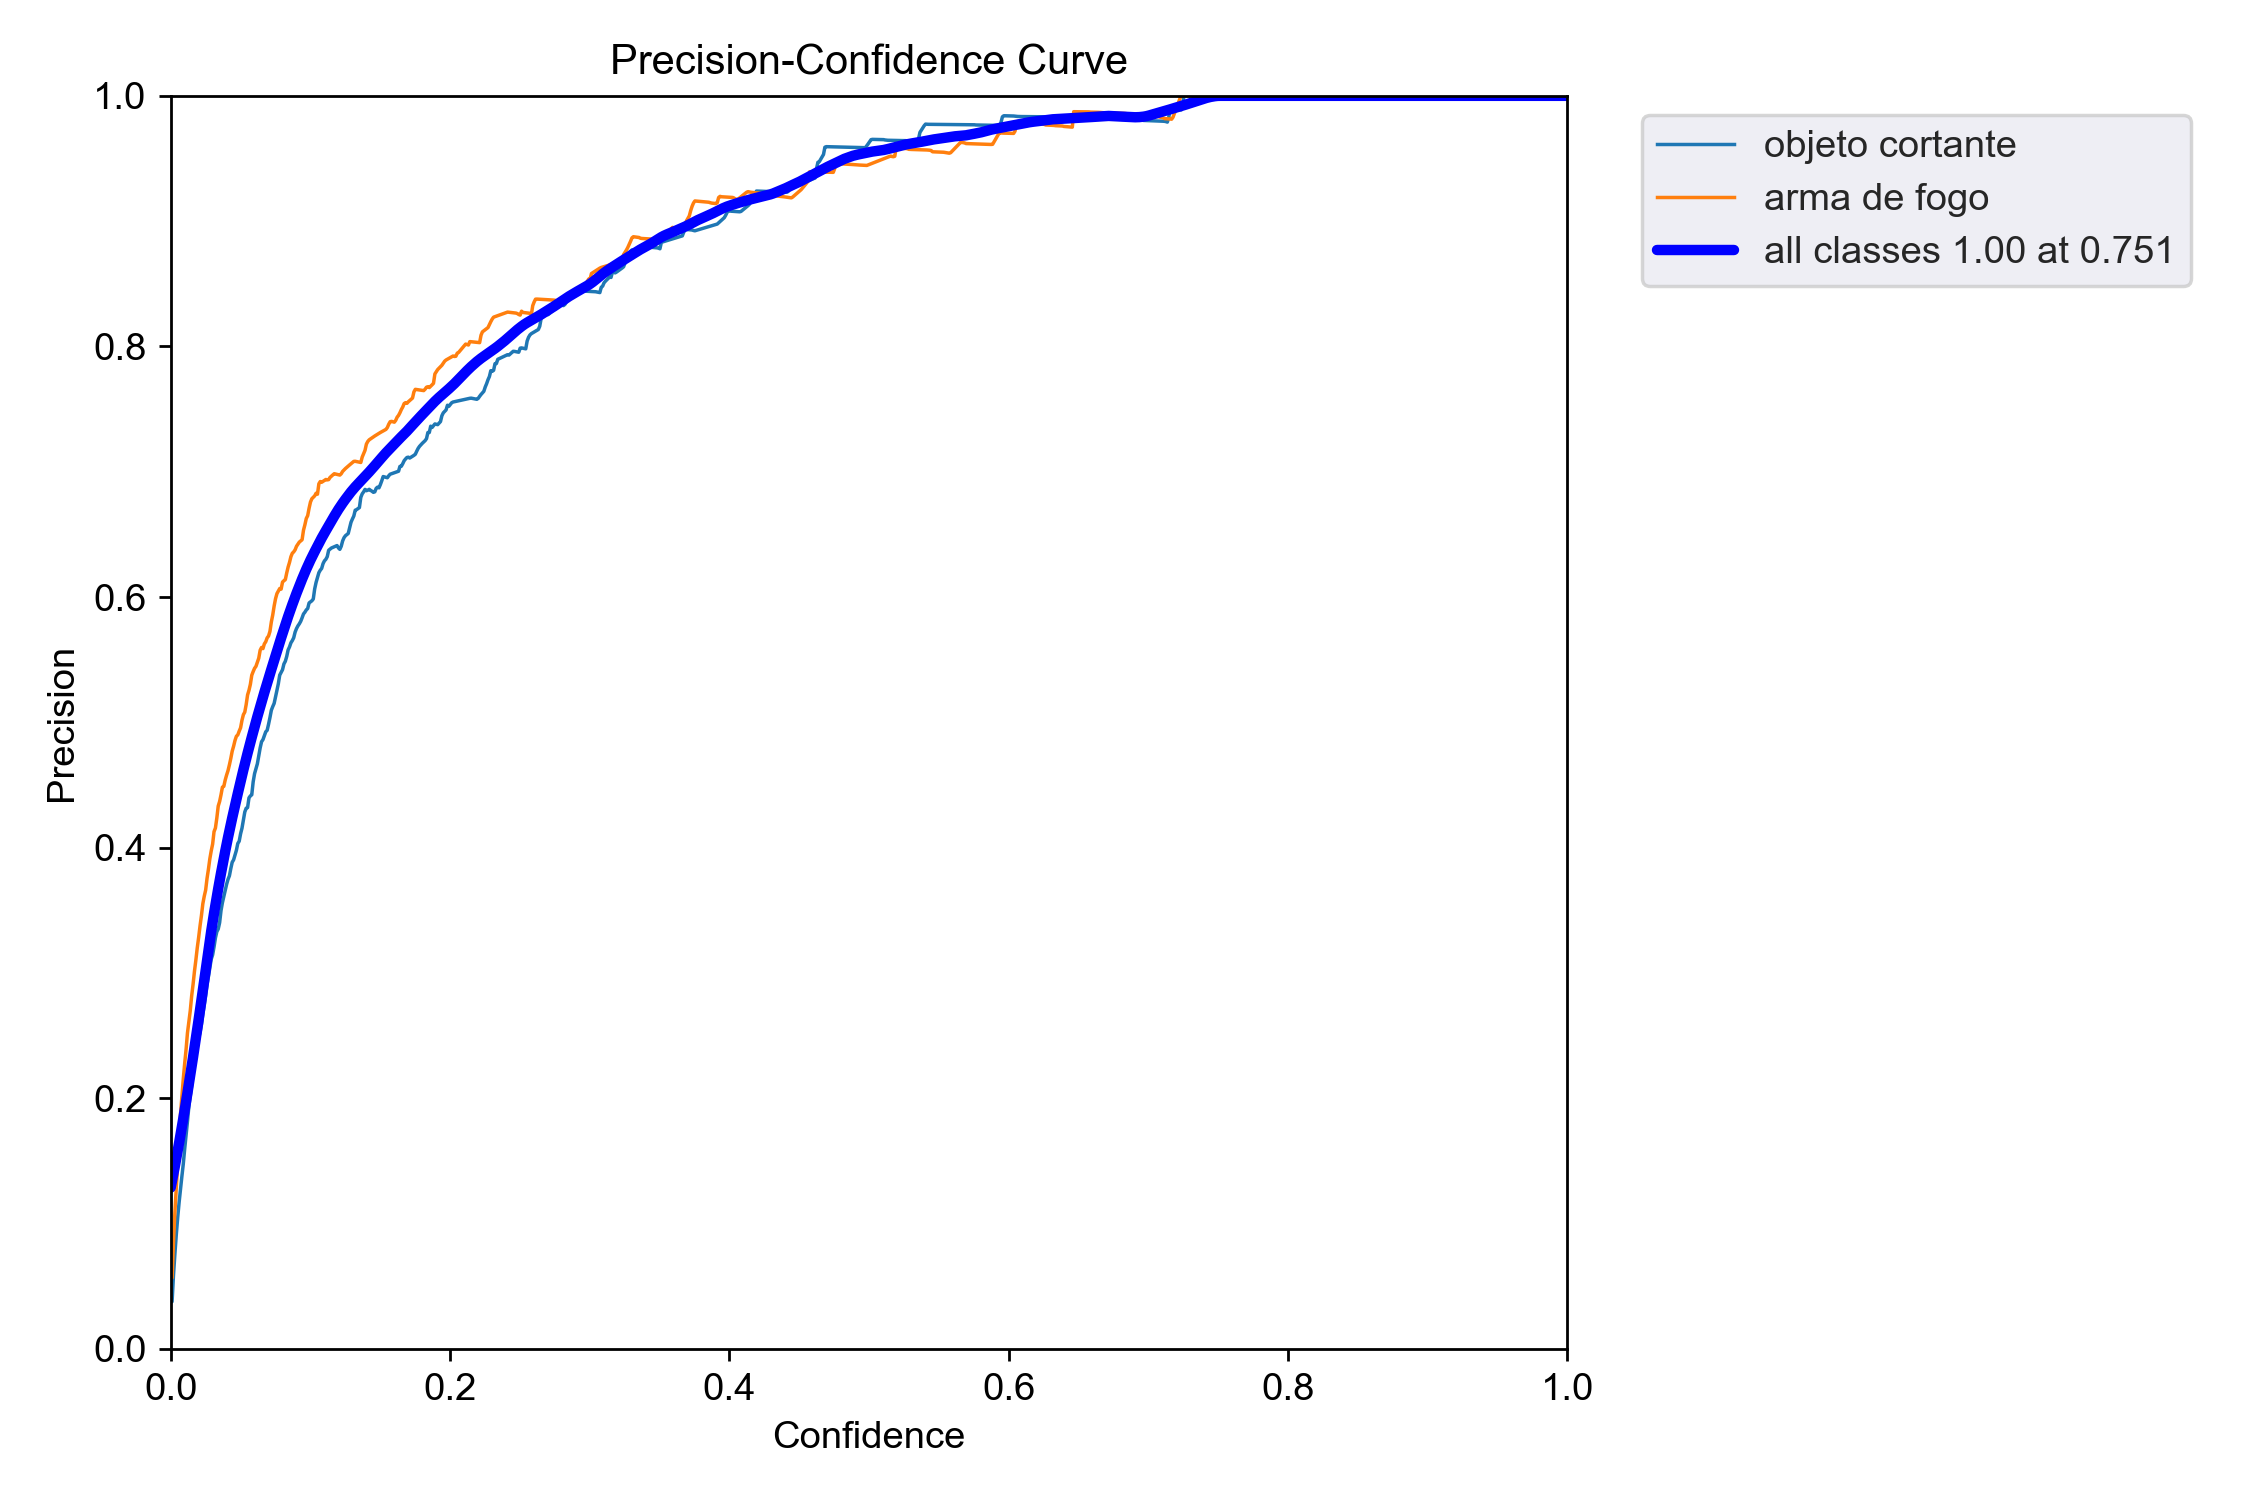 Precision-Confidence Curve
1.0
0.8
0.6
0.4
0.2
0.0
Precision
0.0 0.2 0.4 0.6 0.8 1.0
Confidence
objeto cortante
arma de fogo
all classes 1.00 at 0.751